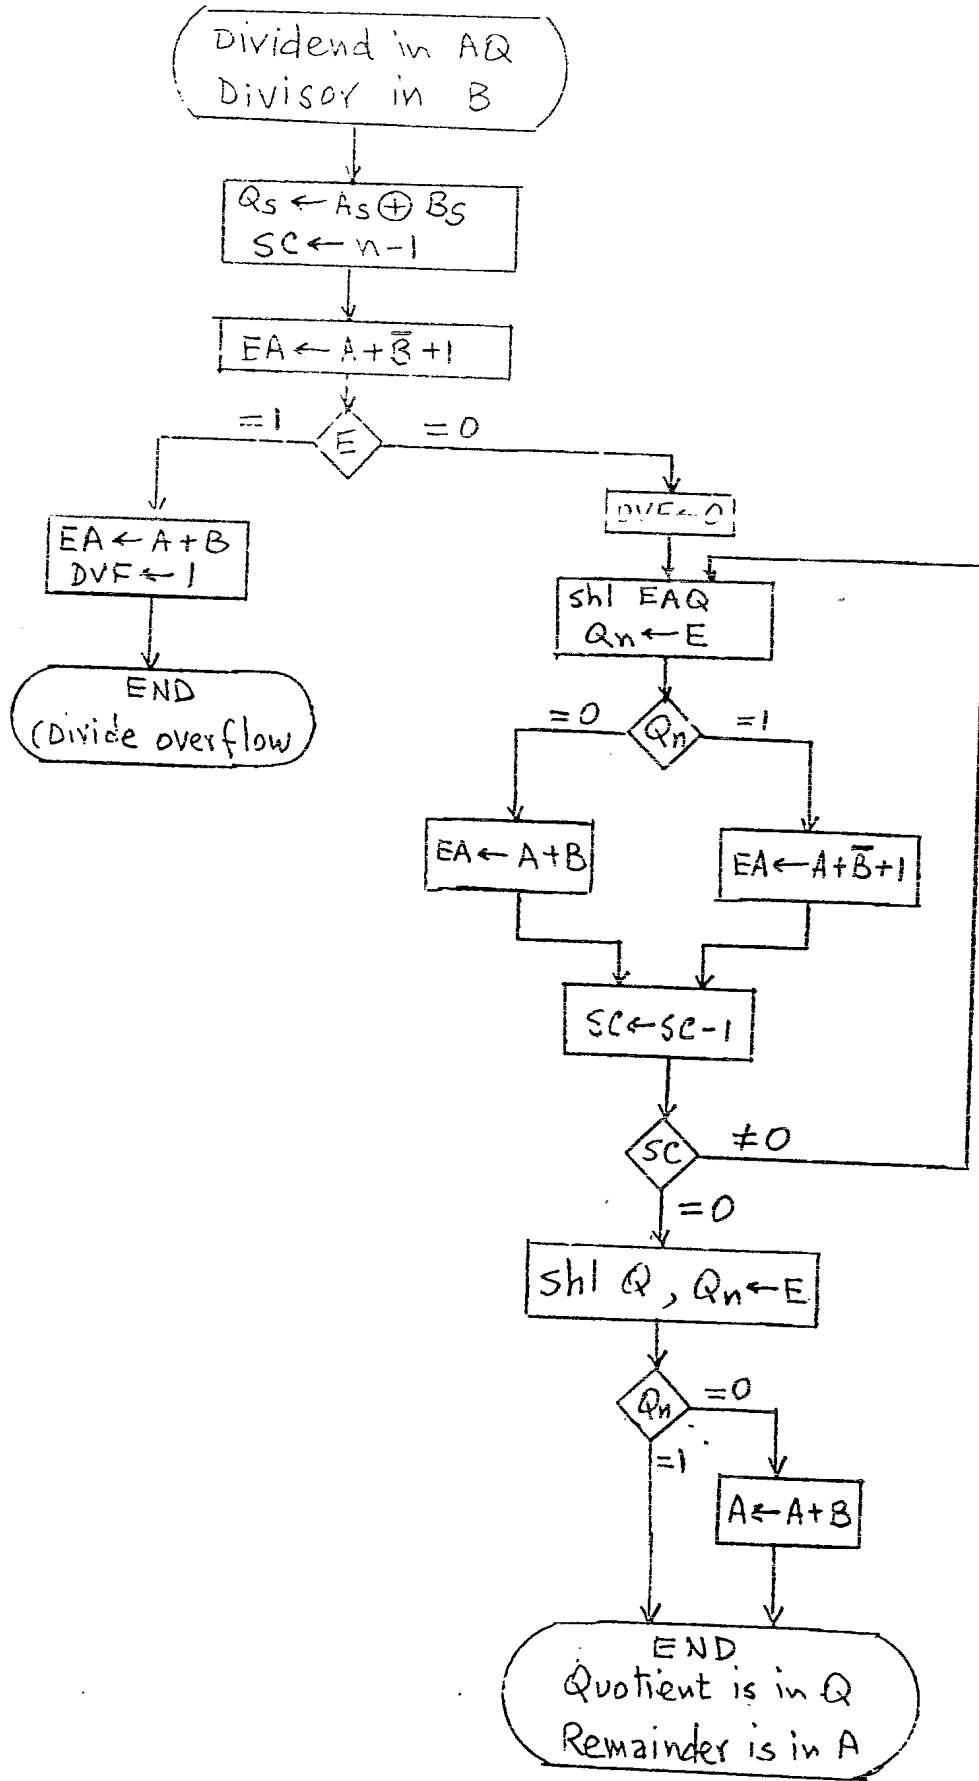 Dividend in AQ
Divisor in B
Qs ← As ⊕ Bs
SC ← n-1
EA ← A + B̅ + 1
=1
E
=0
EA ← A + B
DVF ← 1
END
(Divide overflow
DVF ← 0
shl EAQ
Qn ← E
=0
Qn
=1
EA ← A + B
EA ← A + B̅ + 1
SC ← SC - 1
SC
≠0
=0
Shl Q, Qn ← E
Qn
=0
=1
A ← A + B
END
Quotient is in Q
Remainder is in A